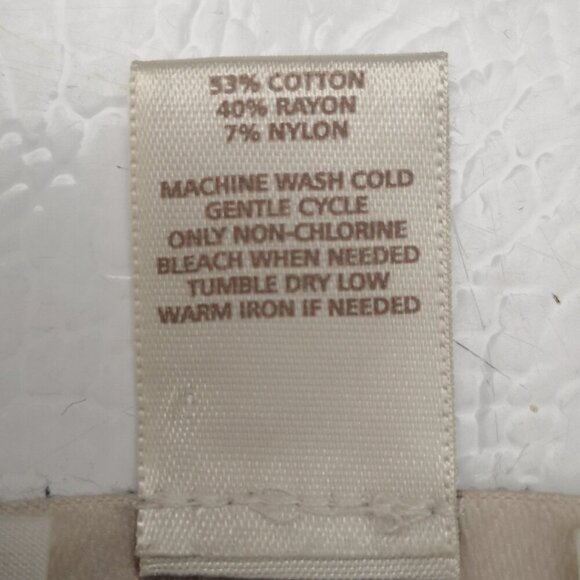 53% COTTON
40% RAYON
7% NYLON
MACHINE WASH COLD
GENTLE CYCLE
ONLY NON-CHLORINE
BLEACH WHEN NEEDED
TUMBLE DRY LOW
WARM IRON IF NEEDED